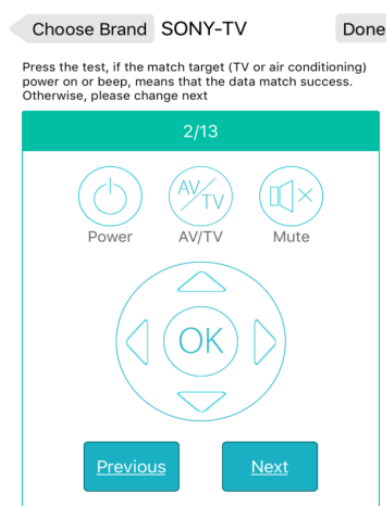 Choose Brand SONY-TV Done
Press the test, if the match target (TV or air conditioning)
power on or beep, means that the data match success.
Otherwise, please change next
2/13
AV/TV
Power AV/TV Mute
OK
Previous Next